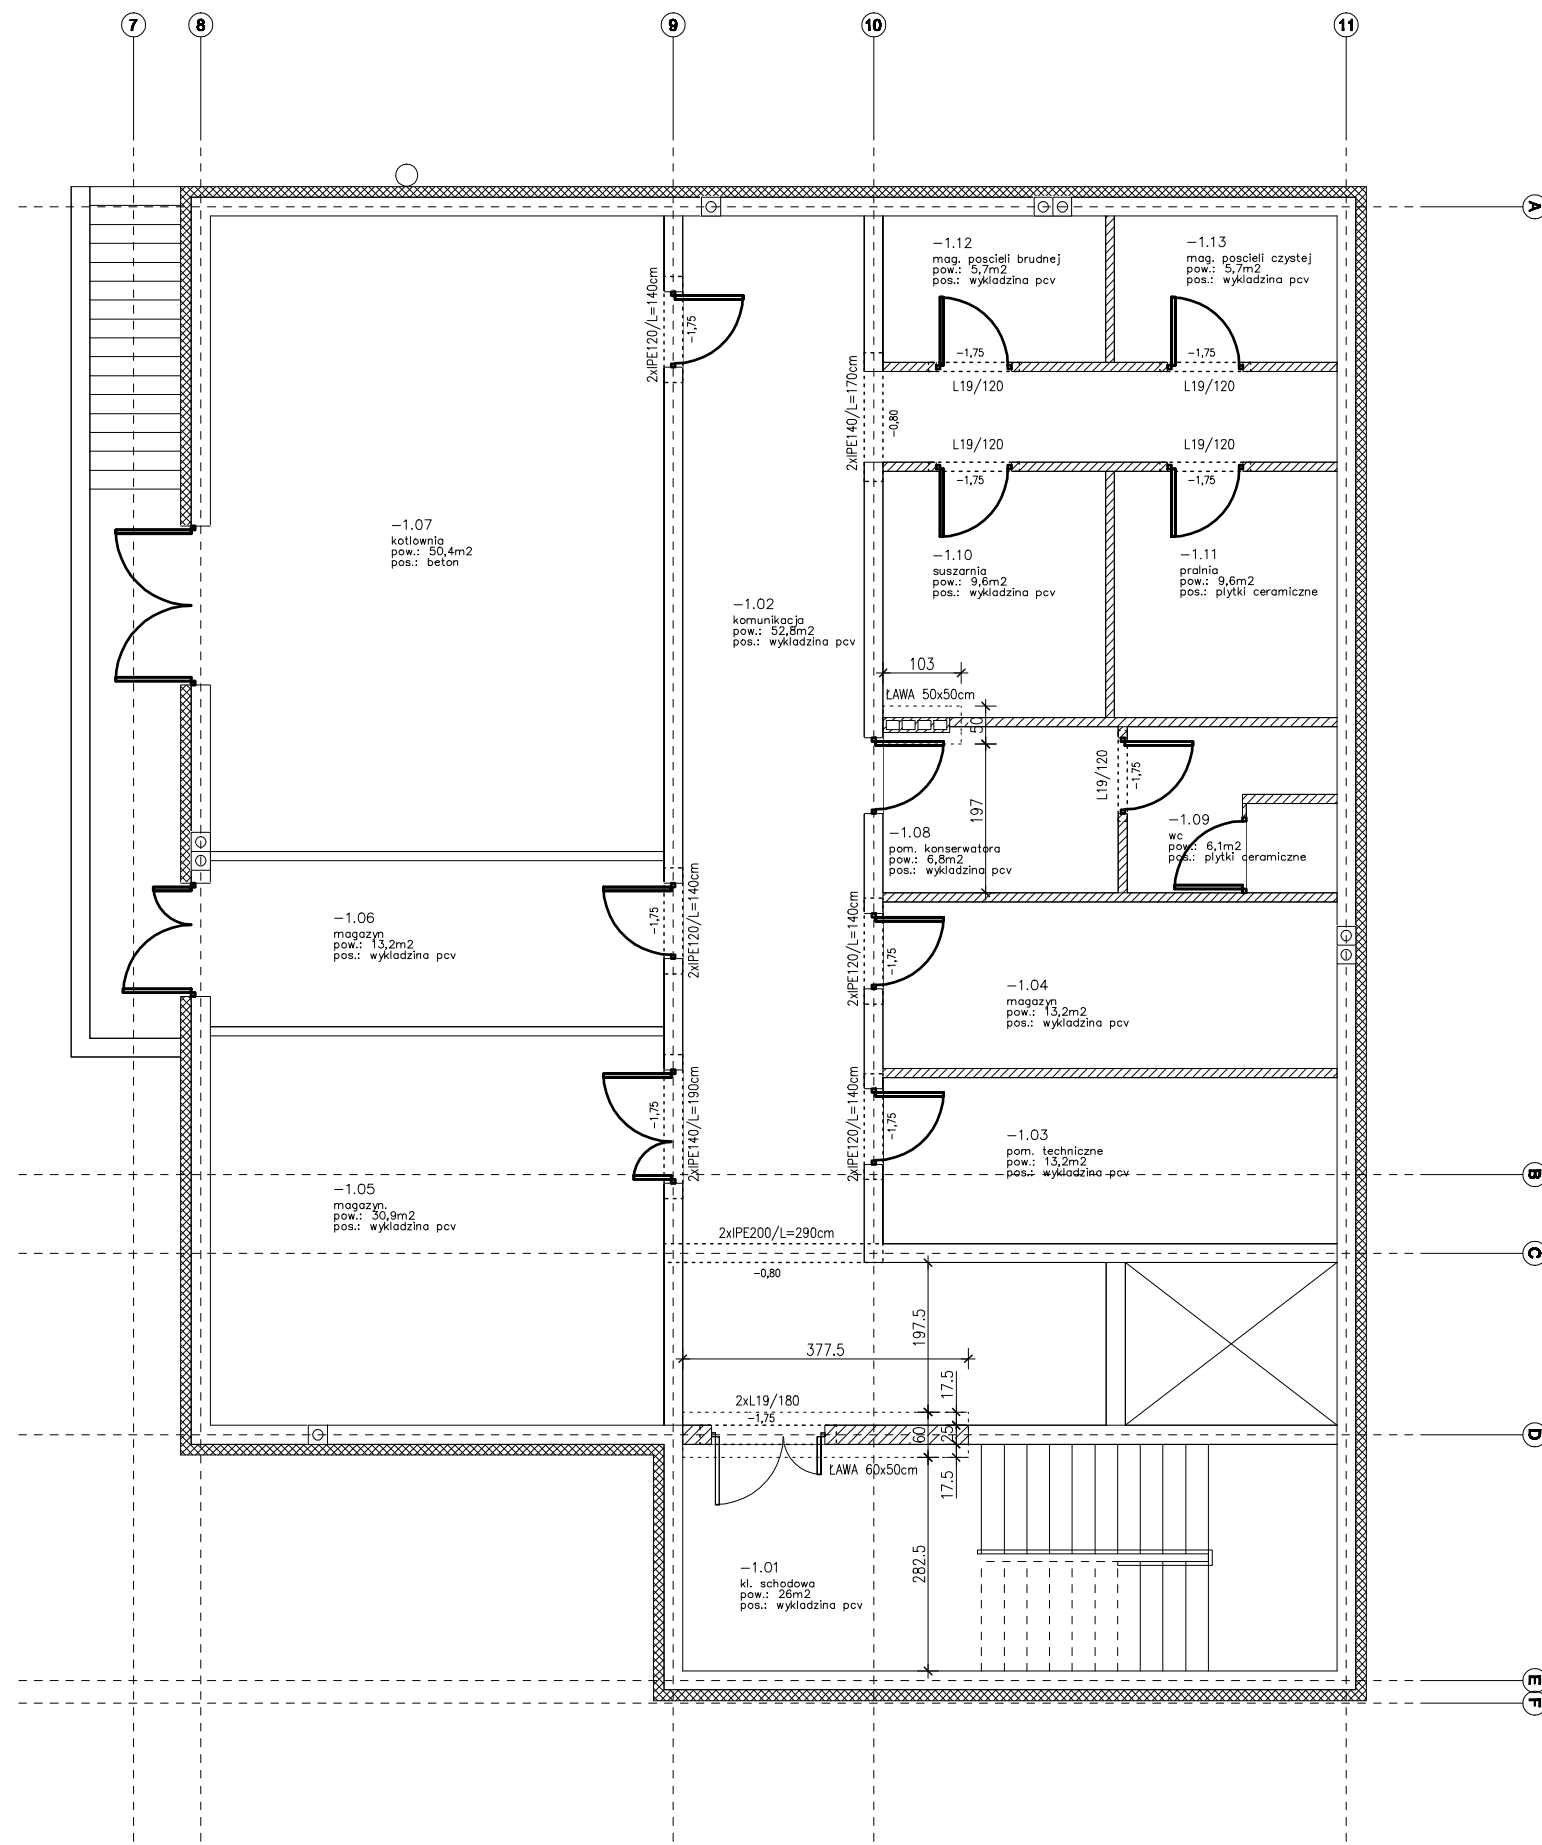 7
8
9
10
11
A
B
C
D
E
F
-1.12
mag. poscieli brudnej
pow.: 5,7m2
pos.: wykladzina pcv
-1.13
mag. poscieli czystej
pow.: 5,7m2
pos.: wykladzina pcv
2xIPE120/L=140cm
-1,75
-1,75
-1,75
L19/120
L19/120
2xIPE140/L=170cm
-0,80
L19/120
L19/120
-1,75
-1,75
-1.07
kotlownia
pow.: 50,4m2
pos.: beton
-1.10
suszarnia
pow.: 9,6m2
pos.: wykladzina pcv
-1.11
pralnia
pow.: 9,6m2
pos.: plytki ceramiczne
-1.02
komunikacja
pow.: 52,8m2
pos.: wykladzina pcv
103
ŁAWA 50x50cm
50
197
L19/120
-1,75
-1.08
pom. konserwatora
pow.: 6,8m2
pos.: wykladzina pcv
-1.09
wc
pow.: 6,1m2
pos.: plytki ceramiczne
-1.06
magazyn
pow.: 13,2m2
pos.: wykladzina pcv
-1,75
2xIPE120/L=140cm
2xIPE120/L=140cm
-1,75
-1.04
magazyn
pow.: 13,2m2
pos.: wykladzina pcv
-1,75
2xIPE140/L=190cm
2xIPE120/L=140cm
-1,75
-1.03
pom. techniczne
pow.: 13,2m2
pos.: wykladzina pcv
-1.05
magazyn.
pow.: 30,9m2
pos.: wykladzina pcv
2xIPE200/L=290cm
-0,80
197.5
377.5
17.5
2xL19/180
-1,75
60
25
ŁAWA 60x50cm
17.5
282.5
-1.01
kl. schodowa
pow.: 26m2
pos.: wykladzina pcv